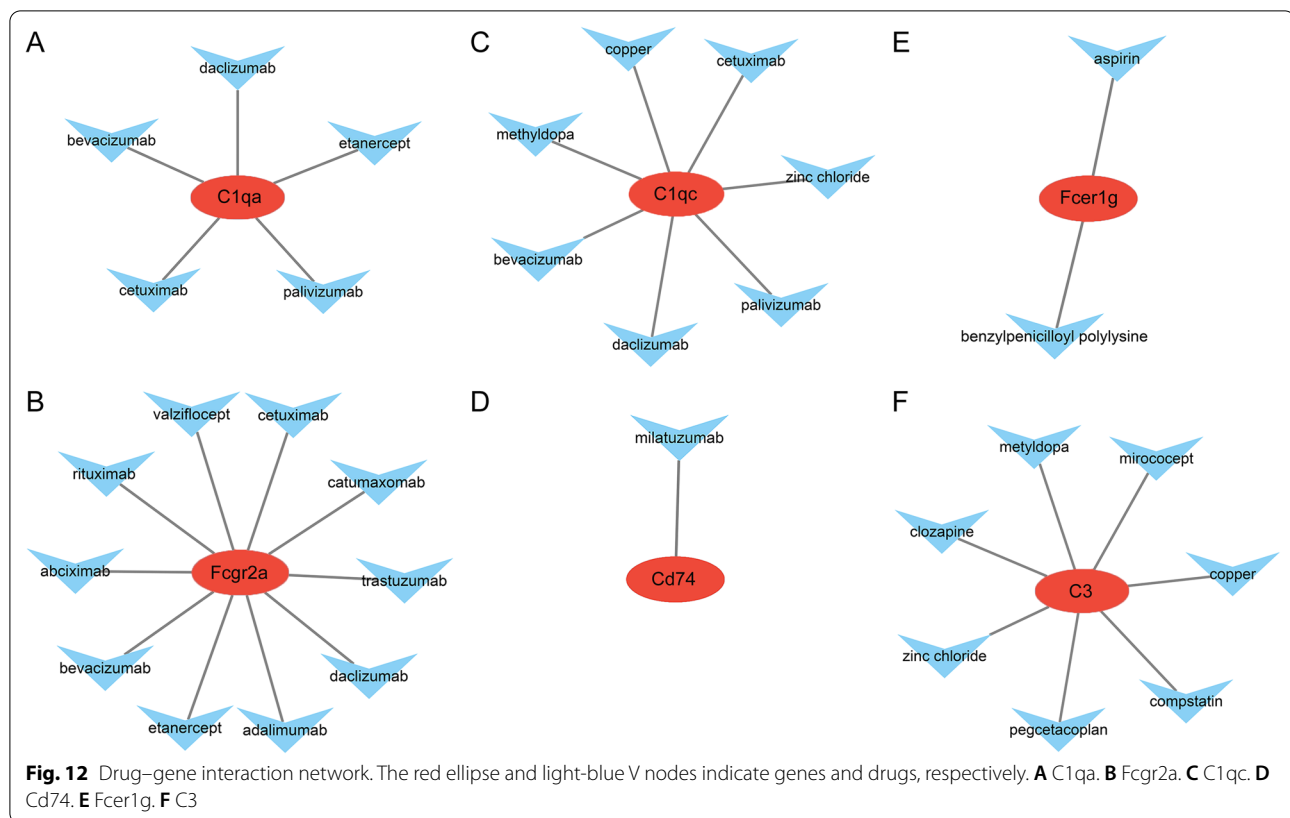 A
daclizumab
bevacizumab
etanercept
C1qa
cetuximab
palivizumab
C
copper
cetuximab
methyldopa
zinc chloride
C1qc
bevacizumab
palivizumab
daclizumab
E
aspirin
Fcer1g
benzylpenicilloyl polylysine
B
valziflocept
cetuximab
rituximab
catumaxomab
abciximab
Fcgr2a
trastuzumab
bevacizumab
daclizumab
etanercept
adalimumab
D
milatuzumab
Cd74
F
metyldopa
mirococept
clozapine
copper
C3
zinc chloride
compstatin
pegcetacoplan
Fig. 12 Drug–gene interaction network. The red ellipse and light-blue V nodes indicate genes and drugs, respectively. A C1qa. B Fcgr2a. C C1qc. D
Cd74. E Fcer1g. F C3